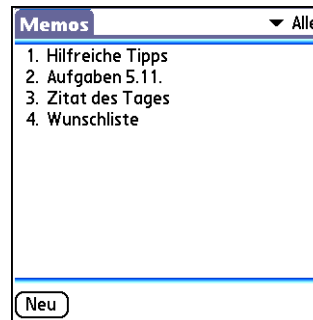 Memos ▼ Alle
1. Hilfreiche Tipps
2. Aufgaben 5.11.
3. Zitat des Tages
4. Wunschliste
Neu